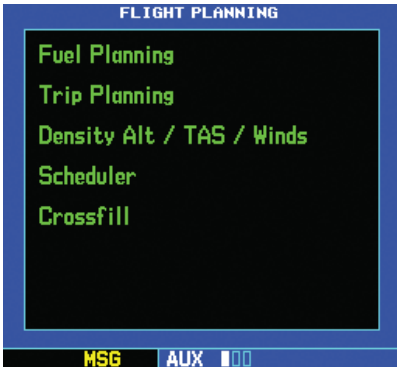 FLIGHT PLANNING
Fuel Planning
Trip Planning
Density Alt / TAS / Winds
Scheduler
Crossfill
MSG AUX